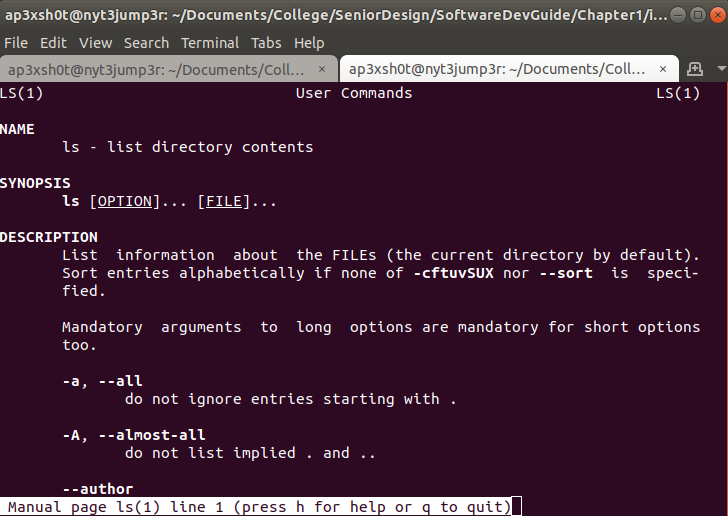 ap3xsh0t@nyt3jump3r: ~/Documents/College/SeniorDesign/SoftwareDevGuide/Chapter1/i...
File Edit View Search Terminal Tabs Help
ap3xsh0t@nyt3jump3r: ~/Documents/Coll... × ap3xsh0t@nyt3jump3r: ~/Documents/Coll... ×
LS(1) User Commands LS(1)
NAME
ls - list directory contents
SYNOPSIS
ls [OPTION]... [FILE]...
DESCRIPTION
List information about the FILEs (the current directory by default).
Sort entries alphabetically if none of -cftuvSUX nor --sort is speci-
fied.
Mandatory arguments to long options are mandatory for short options
too.
-a, --all
do not ignore entries starting with .
-A, --almost-all
do not list implied . and ..
--author
Manual page ls(1) line 1 (press h for help or q to quit)